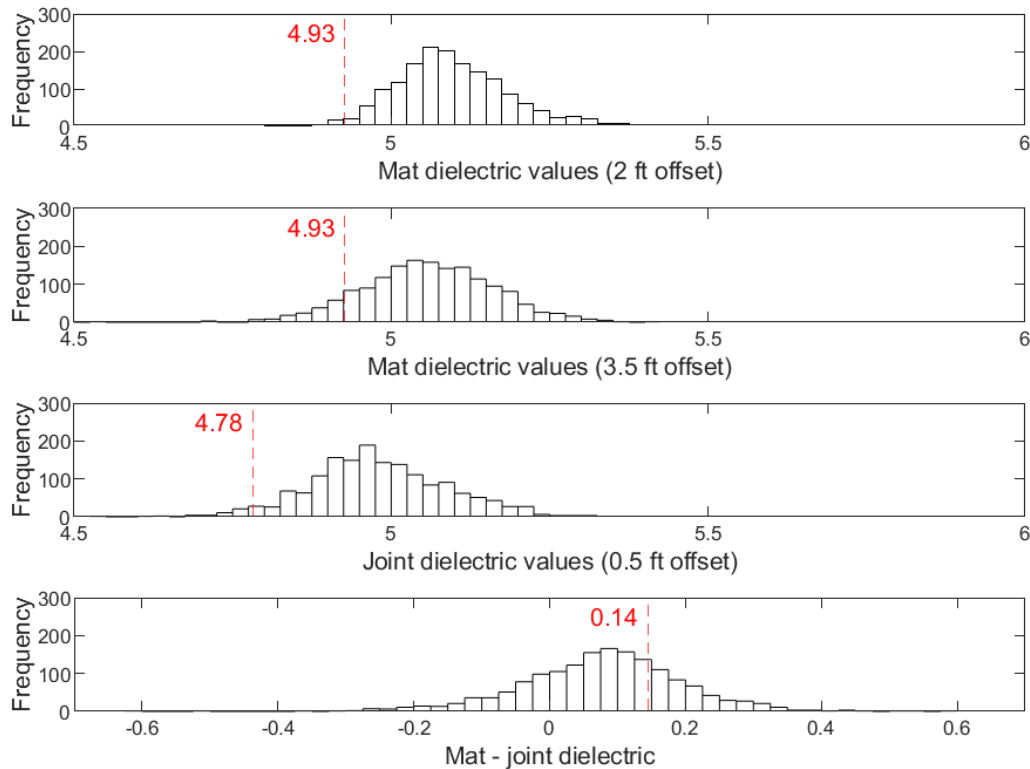 300
4.93
200
Frequency
100
0
4.5 5 5.5 6
Mat dielectric values (2 ft offset)
300
4.93
200
Frequency
100
0
4.5 5 5.5 6
Mat dielectric values (3.5 ft offset)
300
4.78
200
Frequency
100
0
4.5 5 5.5 6
Joint dielectric values (0.5 ft offset)
300
0.14
200
Frequency
100
0
-0.6 -0.4 -0.2 0 0.2 0.4 0.6
Mat - joint dielectric